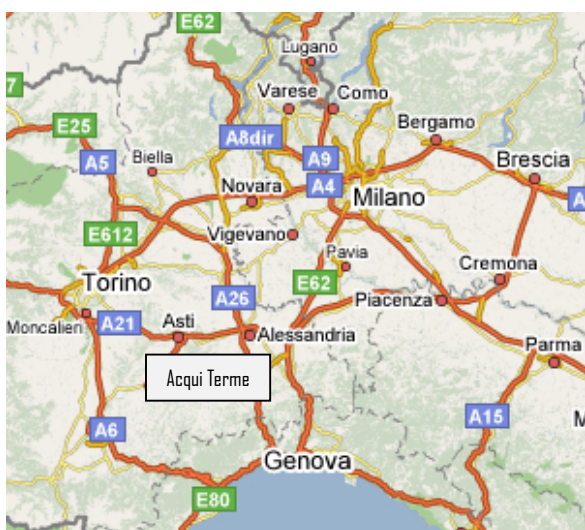 E62
Lugano
7
Varese
Como
E25
A8dir
Bergamo
A5
Biella
A9
Brescia
A4
Novara
Milano
A
E612
Vigevano
Pavia
Cremona
Torino
E62
A26
Piacenza
Moncalieri
A21
Asti
Alessandria
Parma
Acqui Terme
A6
A15
M
Genova
E80